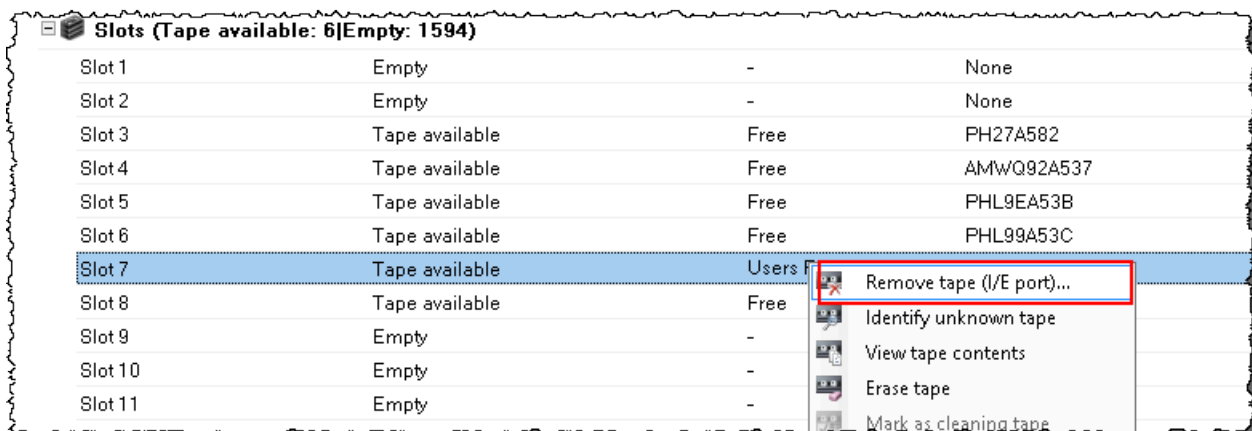 Slots (Tape available: 6|Empty: 1594)
Slot 1 Empty - None
Slot 2 Empty - None
Slot 3 Tape available Free PH27A582
Slot 4 Tape available Free AMWQ92A537
Slot 5 Tape available Free PHL9EA53B
Slot 6 Tape available Free PHL99A53C
Slot 7 Tape available Users
Remove tape (I/E port)...
Slot 8 Tape available Free
Identify unknown tape
Slot 9 Empty -
View tape contents
Slot 10 Empty -
Erase tape
Slot 11 Empty -
Mark as cleaning tape